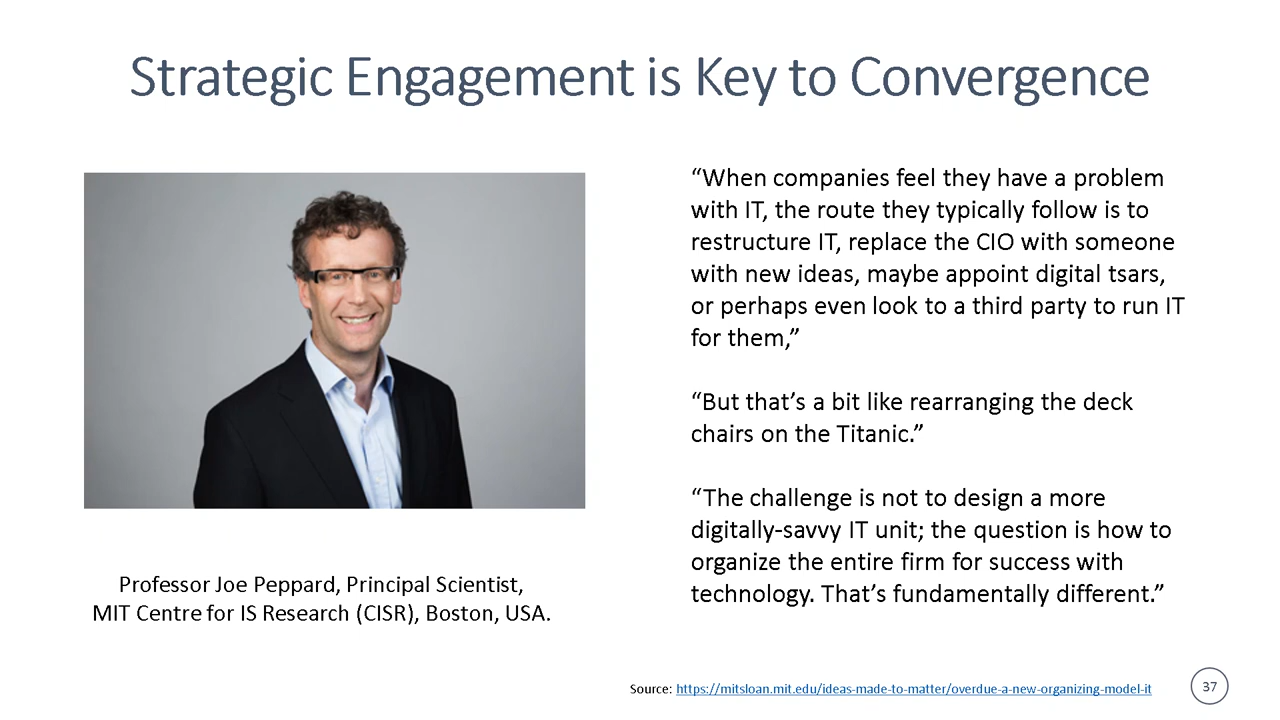 Strategic Engagement is Key to Convergence
“When companies feel they have a problem
with IT, the route they typically follow is to
restructure IT, replace the CIO with someone
with new ideas, maybe appoint digital tsars,
or perhaps even look to a third party to run IT
for them,”
“But that’s a bit like rearranging the deck
chairs on the Titanic.”
“The challenge is not to design a more
digitally-savvy IT unit; the question is how to
organize the entire firm for success with
technology. That’s fundamentally different.”
Professor Joe Peppard, Principal Scientist,
MIT Centre for IS Research (CISR), Boston, USA.
Source: https://mitsloan.mit.edu/ideas-made-to-matter/overdue-a-new-organizing-model-it
37